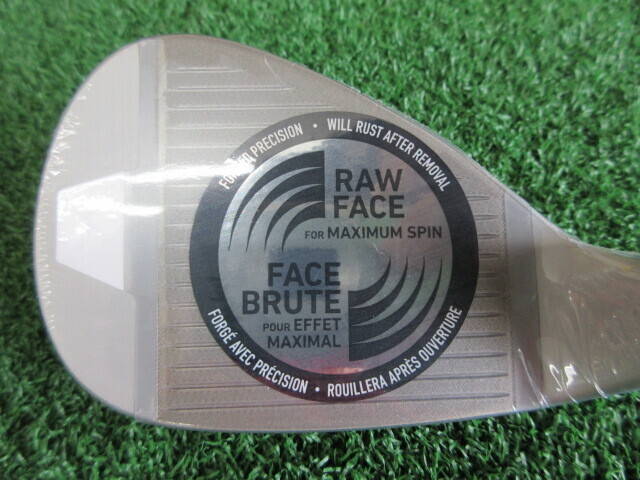 FORGED PRECISION • WILL RUST AFTER REMOVAL
RAW
FACE
FOR MAXIMUM SPIN
FACE
BRUTE
POUR EFFET
MAXIMAL
FORGÉ AVEC PRÉCISION • ROUILLERA APRÈS OUVERTURE